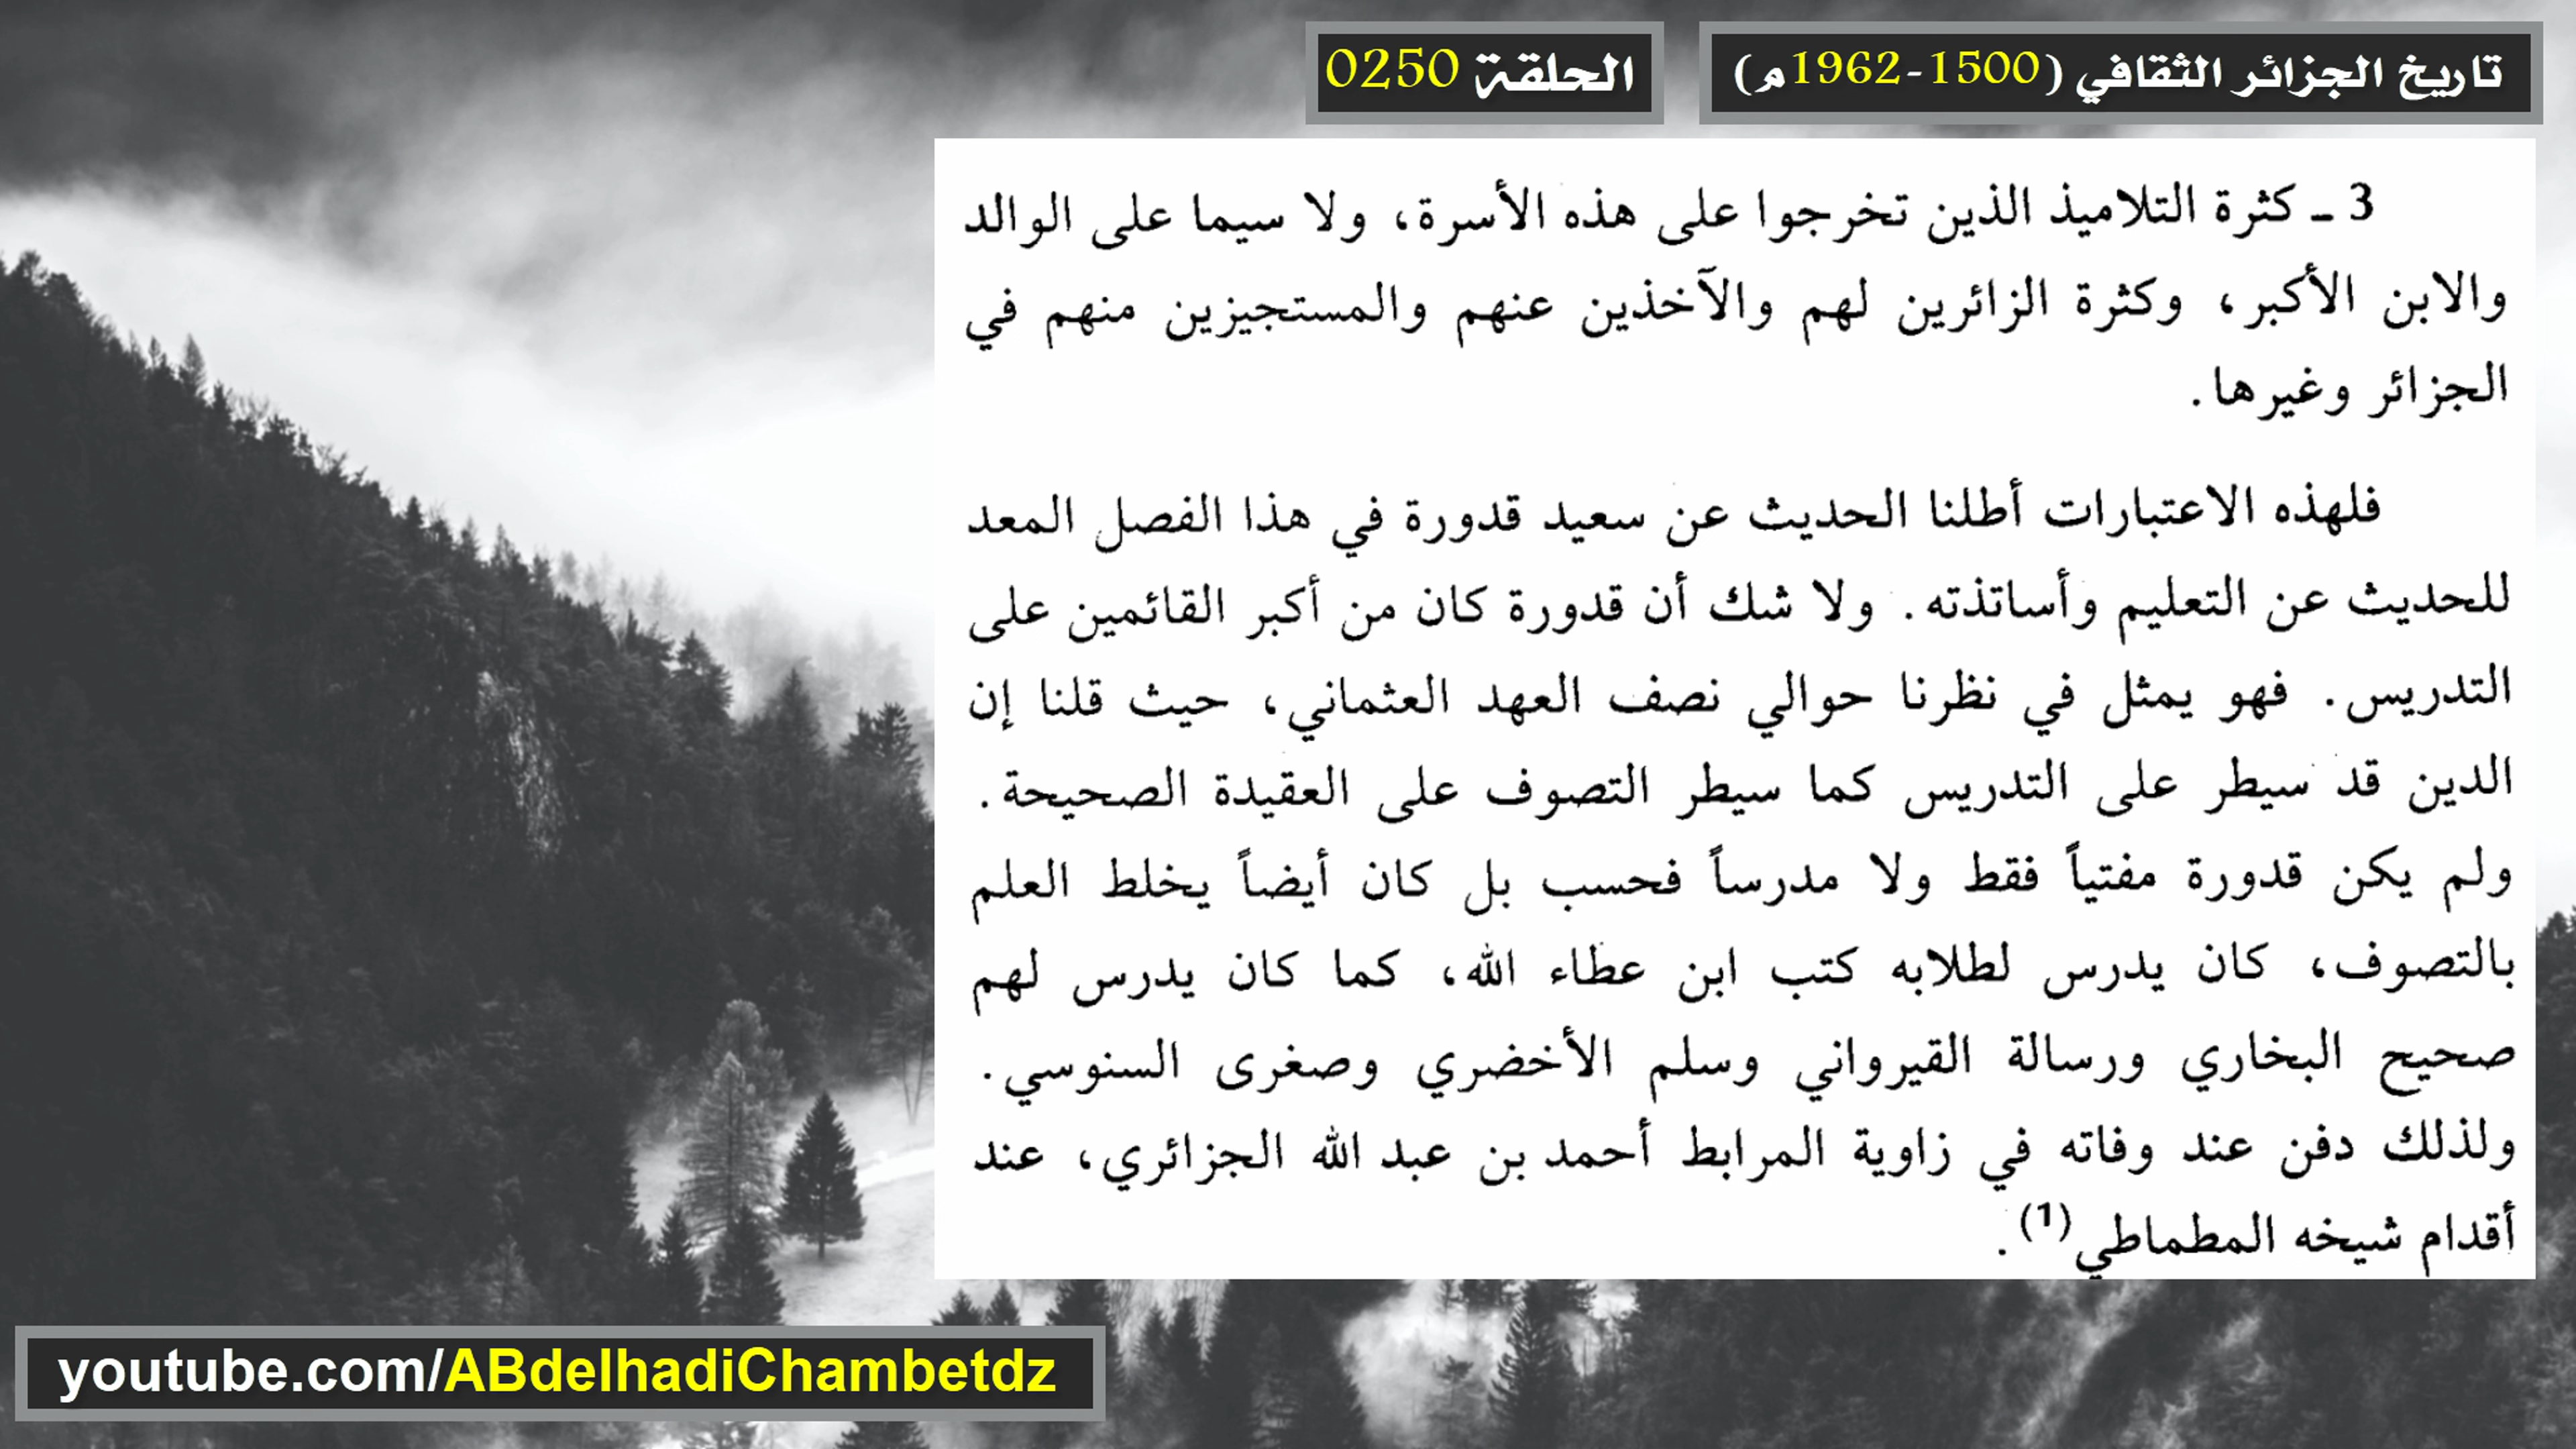 تاريخ الجزائر الثقافي (1500-1962م)
الحلقة 0250
3 ـ كثرة التلاميذ الذين تخرجوا على هذه الأسرة، ولا سيما على الوالد
والابن الأكبر، وكثرة الزائرين لهم والآخذين عنهم والمستجيزين منهم في
الجزائر وغيرها.
فلهذه الاعتبارات أطلنا الحديث عن سعيد قدورة في هذا الفصل المعد
للحديث عن التعليم وأساتذته. ولا شك أن قدورة كان من أكبر القائمين على
التدريس. فهو يمثل في نظرنا حوالي نصف العهد العثماني، حيث قلنا إن
الدين قد سيطر على التدريس كما سيطر التصوف على العقيدة الصحيحة.
ولم يكن قدورة مفتياً فقط ولا مدرساً فحسب بل كان أيضاً يخلط العلم
بالتصوف، كان يدرس لطلابه كتب ابن عطاء الله، كما كان يدرس لهم
صحيح البخاري ورسالة القيرواني وسلم الأخضري وصغرى السنوسي.
ولذلك دفن عند وفاته في زاوية المرابط أحمد بن عبد الله الجزائري، عند
أقدام شيخه المطماطي(1).
youtube.com/ABdelhadiChambetdz